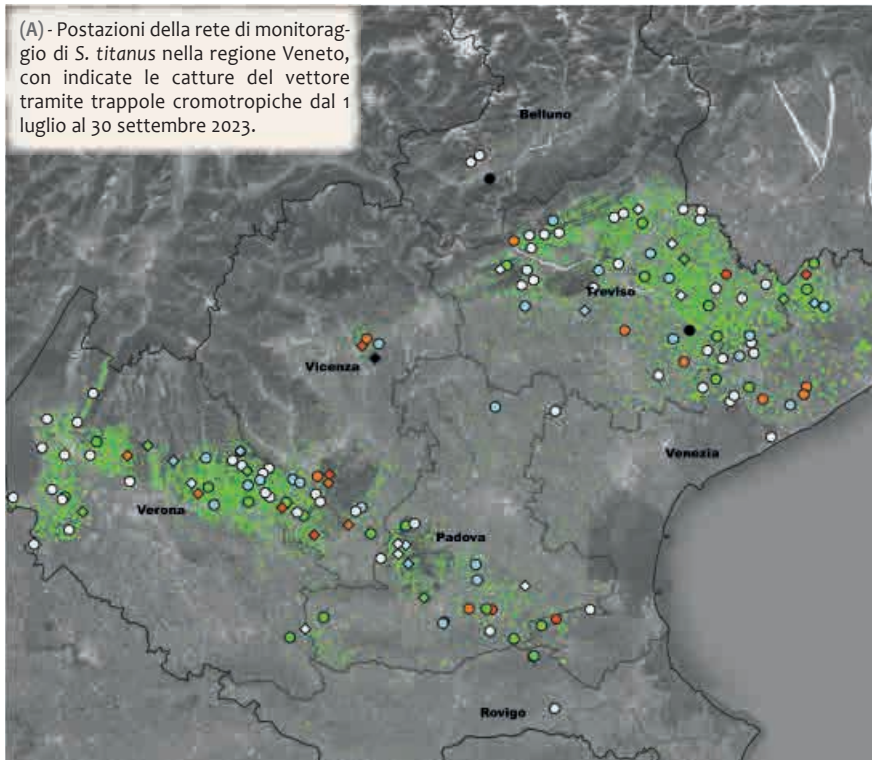 (A) - Postazioni della rete di monitorag-
gio di S. titanus nella regione Veneto,
con indicate le catture del vettore
tramite trappole cromotropiche dal 1
luglio al 30 settembre 2023.
Belluno
Treviso
Vicenza
Venezia
Verona
Padova
Rovigo